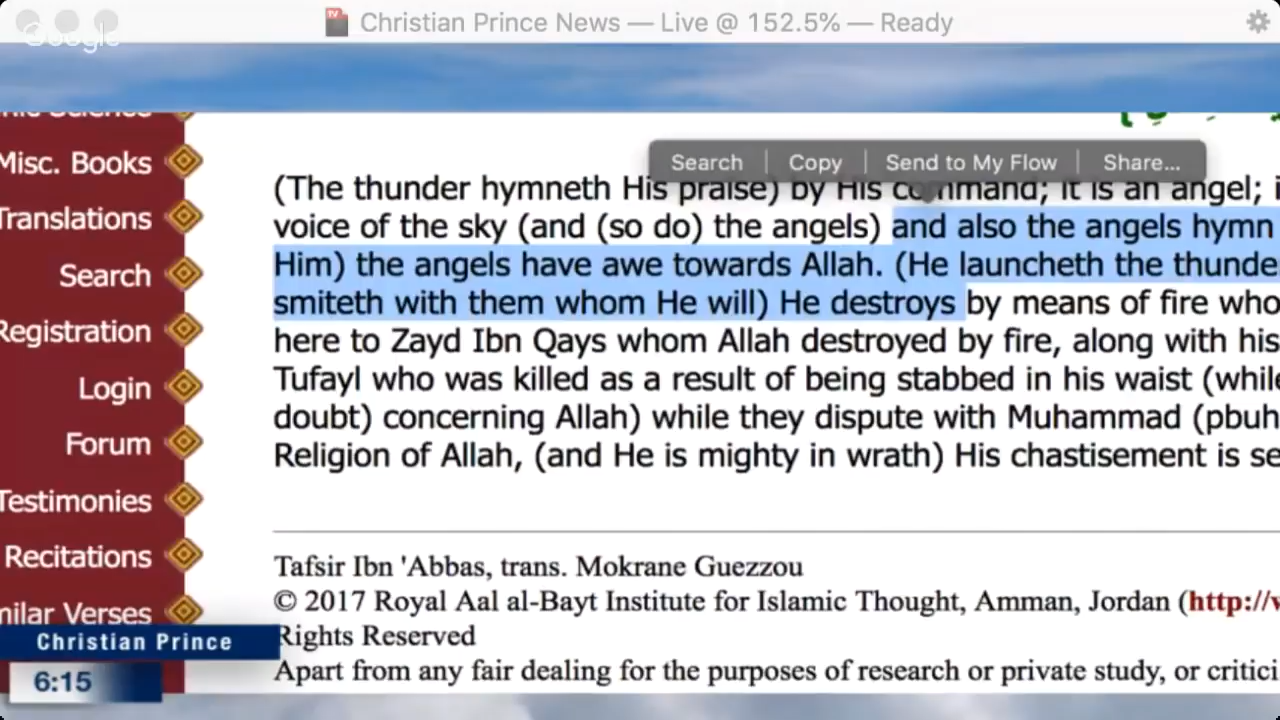 Christian Prince News — Live @ 152.5% — Ready
Google
Misc. Books
Translations
Search
Registration
Login
Forum
Testimonies
Recitations
Verses
Search
Copy
Send to My Flow
Share...
(The thunder hymneth His praise) by His command; it is an angel;
voice of the sky (and (so do) the angels) and also the angels hymn
Him) the angels have awe towards Allah. (He launcheth the thunde
smiteth with them whom He will) He destroys by means of fire who
here to Zayd Ibn Qays whom Allah destroyed by fire, along with his
Tufayl who was killed as a result of being stabbed in his waist (while
doubt) concerning Allah) while they dispute with Muhammad (pbuh
Religion of Allah, (and He is mighty in wrath) His chastisement is se
Tafsir Ibn 'Abbas, trans. Mokrane Guezzou
© 2017 Royal Aal al-Bayt Institute for Islamic Thought, Amman, Jordan (http://
Rights Reserved
Apart from any fair dealing for the purposes of research or private study, or critici
Christian Prince
6:15